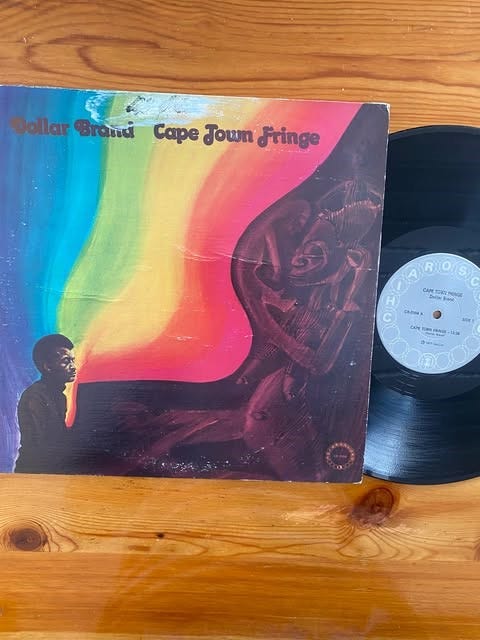 Dollar Brand Cape Town Fringe
CHIAROSCURO
CAPE TOWN FRINGE
Dollar Brand
SIDE 1
CAPE TOWN FRINGE